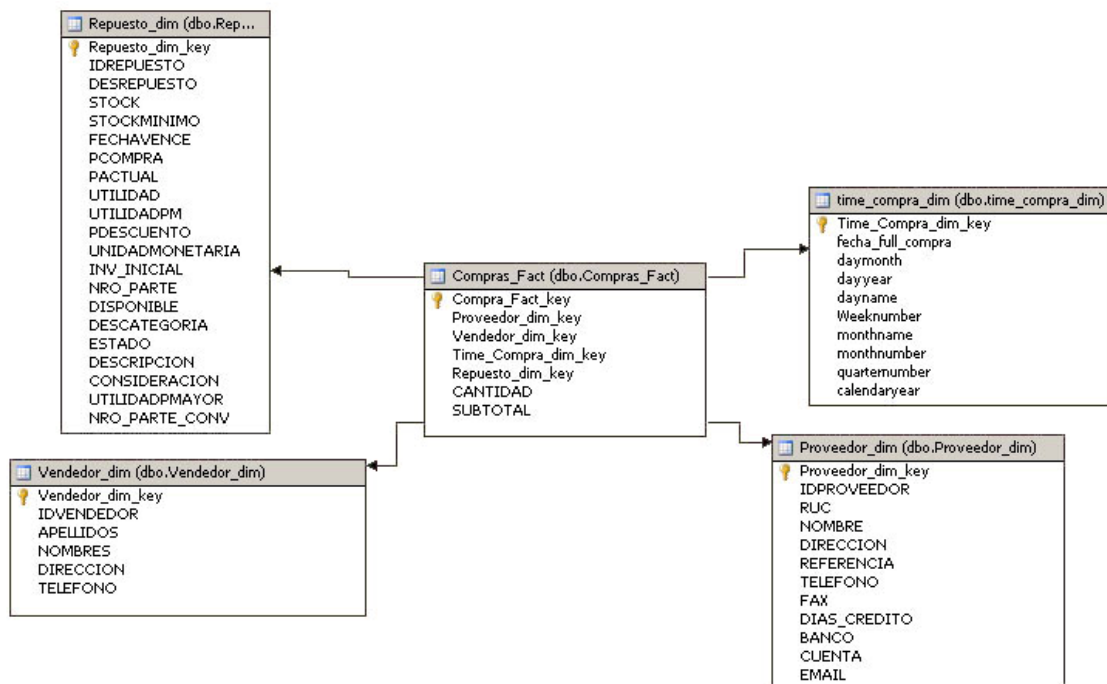 Repuesto_dim (dbo.Rep...
Repuesto_dim_key
IDREPUESTO
DESREPUESTO
STOCK
STOCKMINIMO
FECHAVENCE
PCOMPRA
PACTUAL
UTILIDAD
UTILIDADPM
PDESCUENTO
UNIDADMONETARIA
INV_INICIAL
NRO_PARTE
DISPONIBLE
DESCATEGORIA
ESTADO
DESCRIPCION
CONSIDERACION
UTILIDADPMAYOR
NRO_PARTE_CONV
time_compra_dim (dbo.time_compra_dim)
Time_Compra_dim_key
fecha_full_compra
daymonth
dayyear
dayname
Weeknumber
monthname
monthnumber
quarternumber
calendaryear
Compras_Fact (dbo.Compras_Fact)
Compra_Fact_key
Proveedor_dim_key
Vendedor_dim_key
Time_Compra_dim_key
Repuesto_dim_key
CANTIDAD
SUBTOTAL
Vendedor_dim (dbo.Vendedor_dim)
Vendedor_dim_key
IDVENDEDOR
APELLIDOS
NOMBRES
DIRECCION
TELEFONO
Proveedor_dim (dbo.Proveedor_dim)
Proveedor_dim_key
IDPROVEEDOR
RUC
NOMBRE
DIRECCION
REFERENCIA
TELEFONO
FAX
DIAS_CREDITO
BANCO
CUENTA
EMAIL